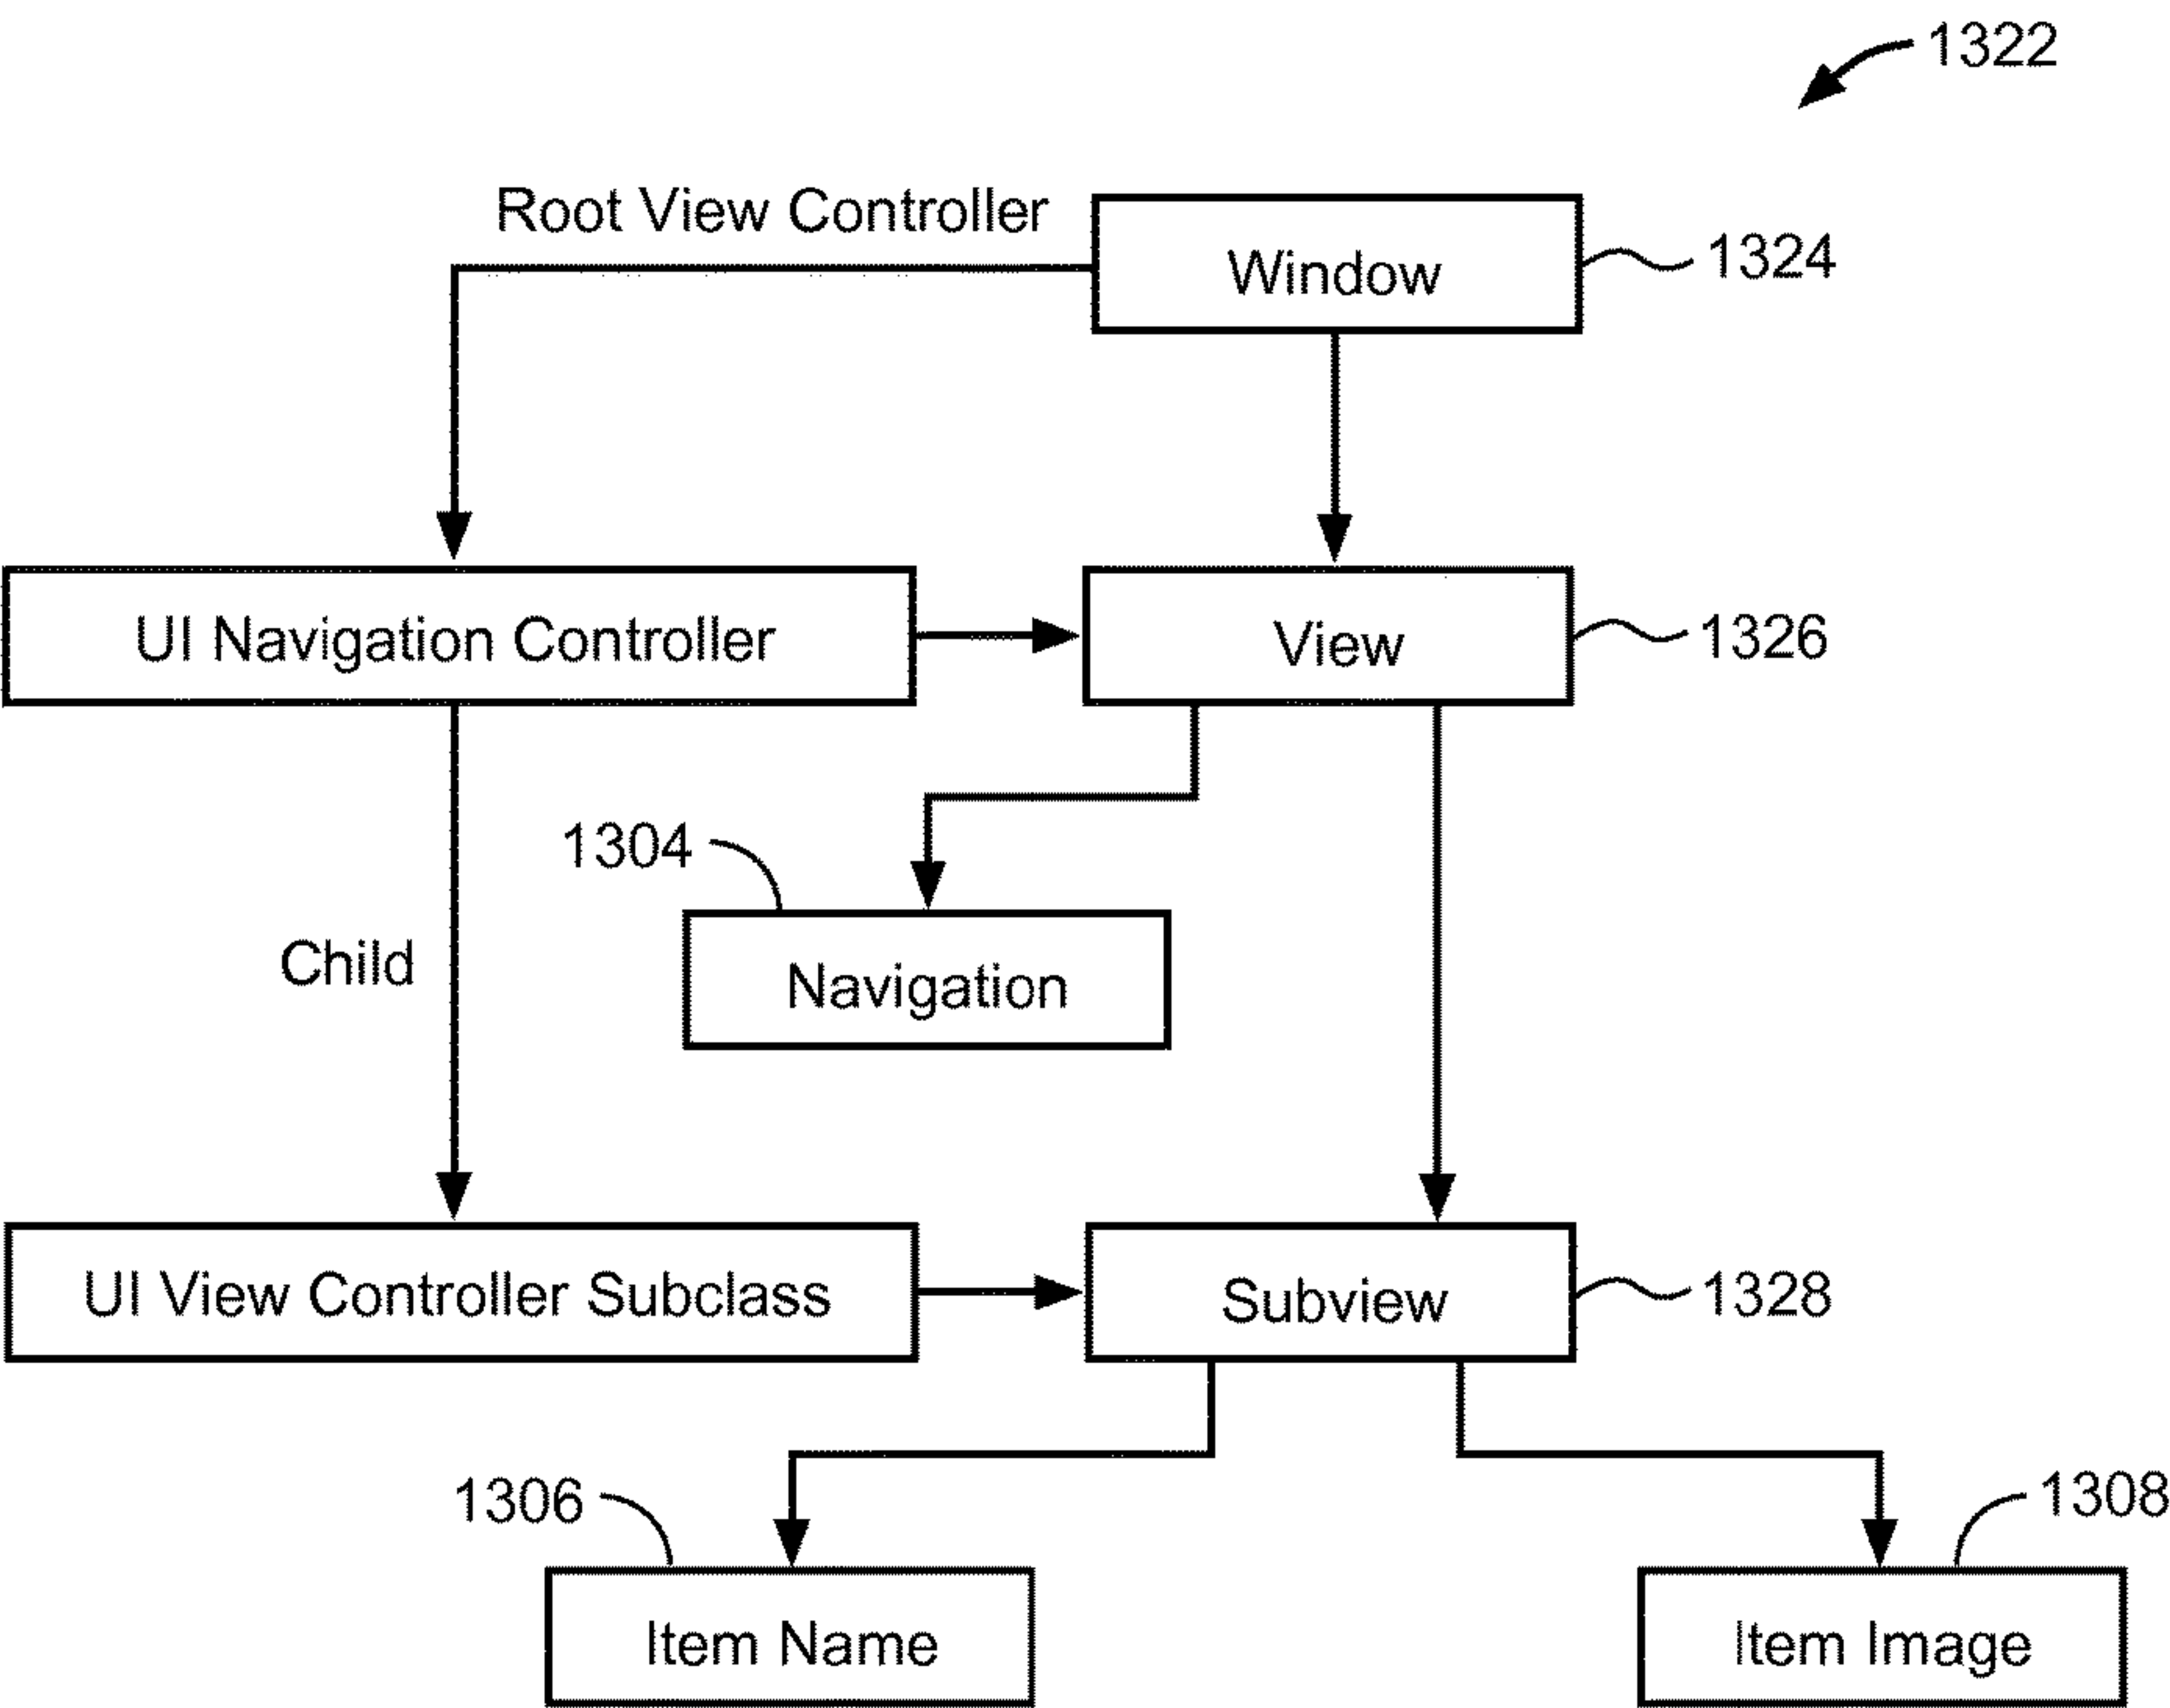 1322
Root View Controller
Window
1324
UI Navigation Controller
View
1326
1304
Navigation
Child
UI View Controller Subclass
Subview
1328
1306
1308
Item Name
Item Image